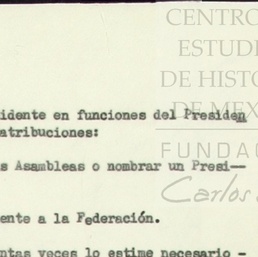 CENTRO
ESTUDI
DE HISTO
DE MEX
FUNDA
Carlos
idente en funciones del Presiden
atribuciones:
s Asambleas o nombrar un Presi—
ente a la Federación.
ntas veces lo estime necesario -